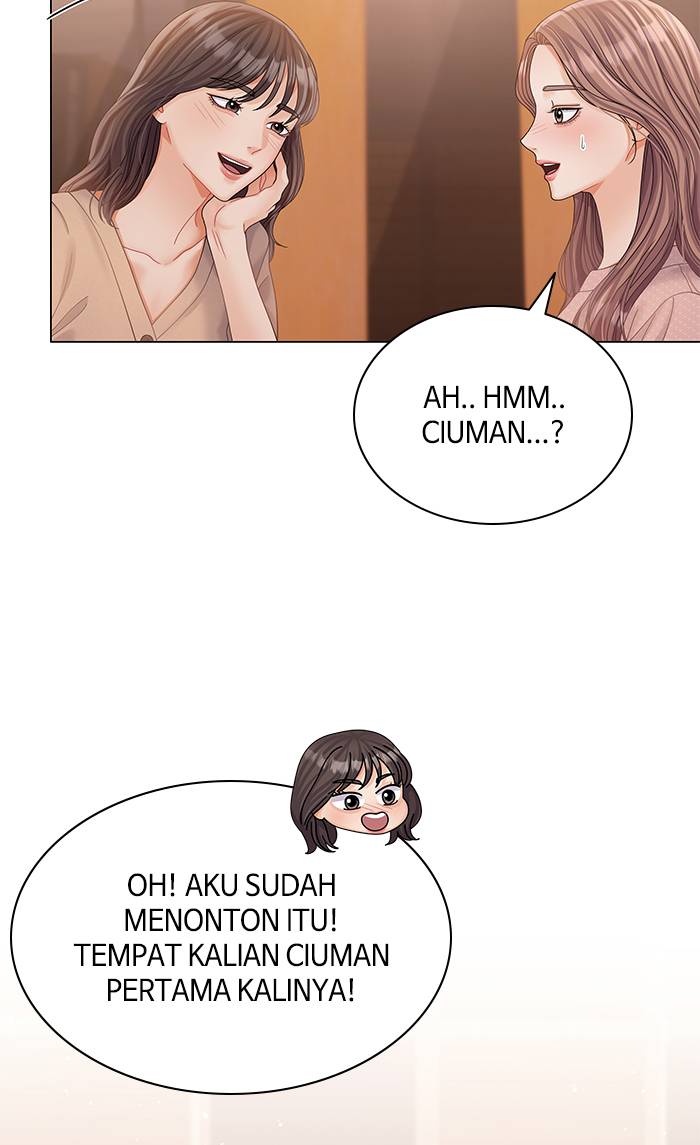 AH.. HMM..
CIUMAN...?
OH! AKU SUDAH
MENONTON ITU!
TEMPAT KALIAN CIUMAN
PERTAMA KALINYA!